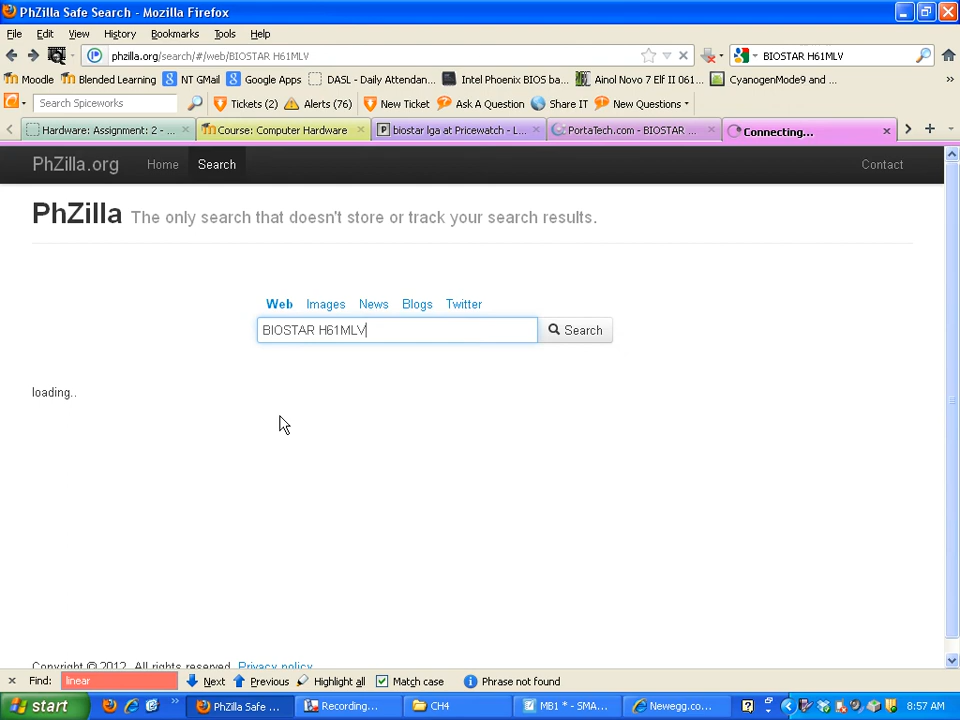 PhZilla Safe Search - Mozilla Firefox
File Edit View History Bookmarks Tools Help
phzilla.org/search/#/web/BIOSTAR H61MLV BIOSTAR H61MLV
Moodle Blended Learning NT GMail Google Apps DASL - Daily Attendan... Intel Phoenix BIOS ba... Ainol Novo 7 Elf II 061... CyanogenMode9 and ... »
Search Spiceworks Tickets (2) Alerts (76) New Ticket Ask A Question Share IT New Questions
Hardware: Assignment: 2 - ... Course: Computer Hardware biostar lga at Pricewatch - L... PortaTech.com - BIOSTAR ... Connecting...
PhZilla.org Home Search Contact
PhZilla The only search that doesn't store or track your search results.
Web Images News Blogs Twitter
BIOSTAR H61MLV Search
loading..
Copyright © 2012. All rights reserved. Privacy policy
Find: linear Next Previous Highlight all Match case Phrase not found
start » PhZilla Safe ... Recording... CH4 MB1 * - SMA... Newegg.co... 8:57 AM